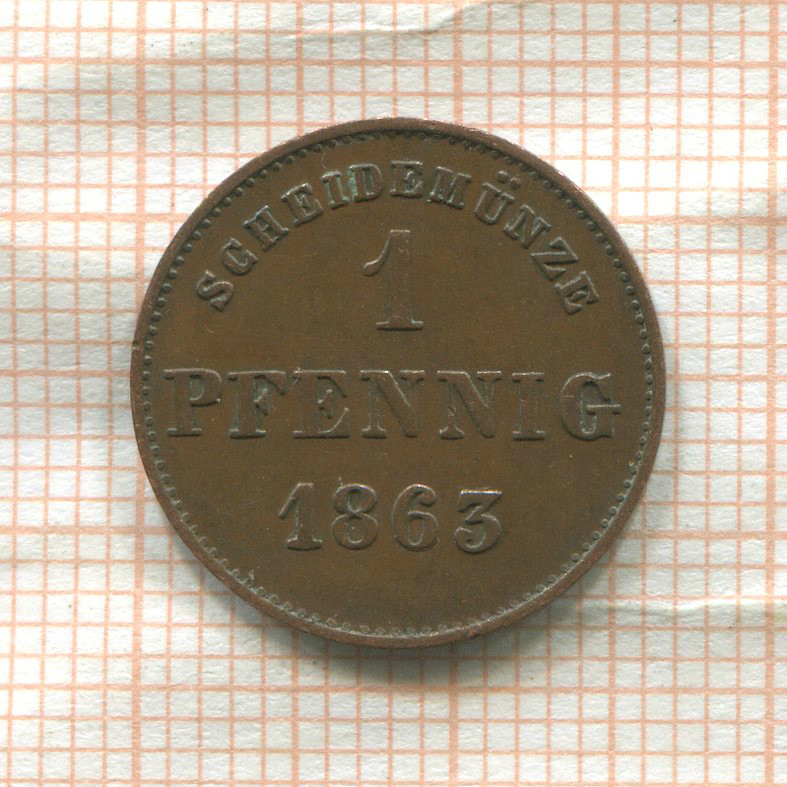 SCHEIDEMÜNZE
1
PFENNIG
1863